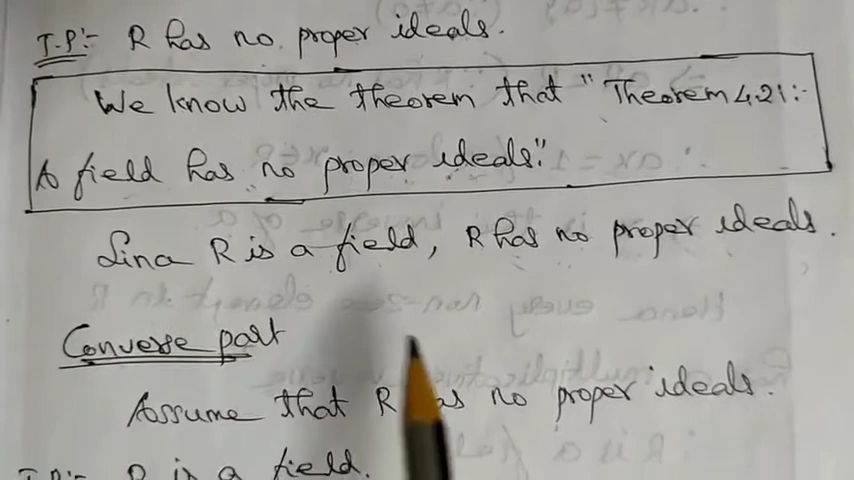 T.P:- R has no proper ideals.
We know the theorem that "Theorem 4.21:-
A field has no proper ideals".
Since R is a field, R has no proper ideals.
Converse part
Assume that R has no proper ideals.
T.P:- R is a field.